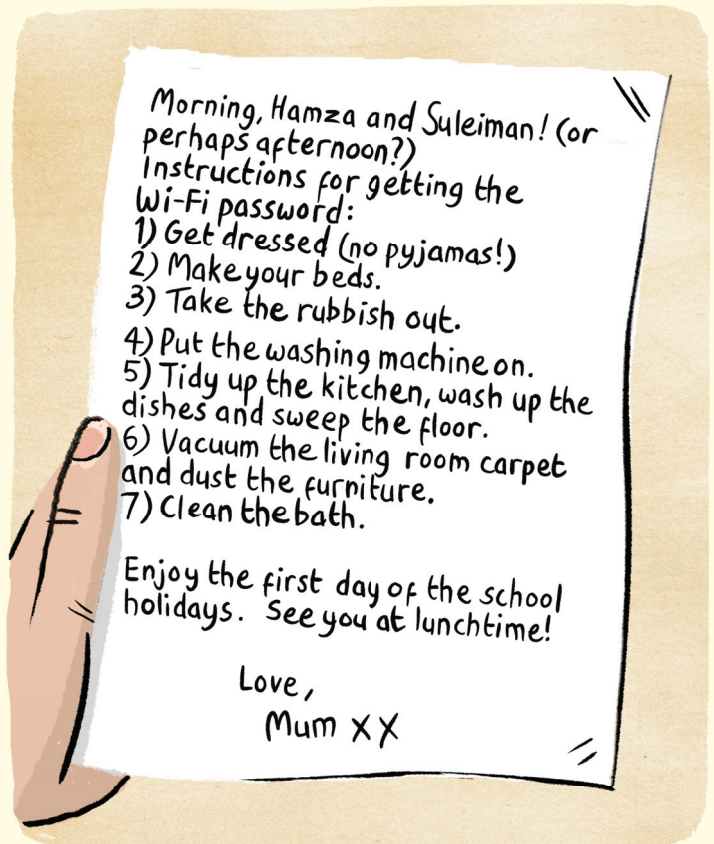 Morning, Hamza and Suleiman! (or
perhaps afternoon?)
Instructions for getting the
Wi-Fi password:
1) Get dressed (no pyjamas!)
2) Make your beds.
3) Take the rubbish out.
4) Put the washing machine on.
5) Tidy up the kitchen, wash up the
dishes and sweep the floor.
6) Vacuum the living room carpet
and dust the furniture.
7) Clean the bath.
Enjoy the first day of the school
holidays. See you at lunchtime!
Love,
Mum XX